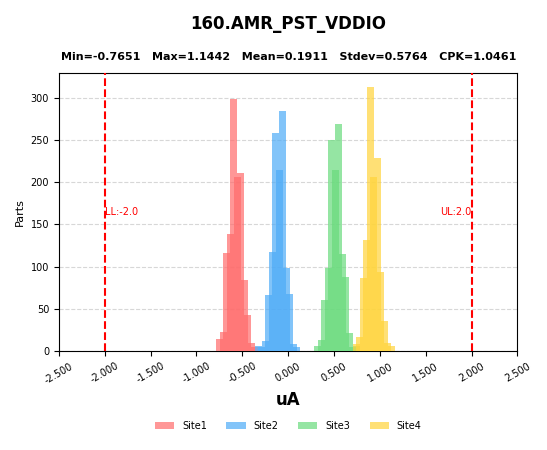 160.AMR_PST_VDDIO
Min=-0.7651 Max=1.1442 Mean=0.1911 Stdev=0.5764 CPK=1.0461
300
250
200
150
100
50
0
Parts
LL:-2.0
UL:2.0
-2.500 -2.000 -1.500 -1.000 -0.500 0.000 0.500 1.000 1.500 2.000 2.500
uA
Site1 Site2 Site3 Site4